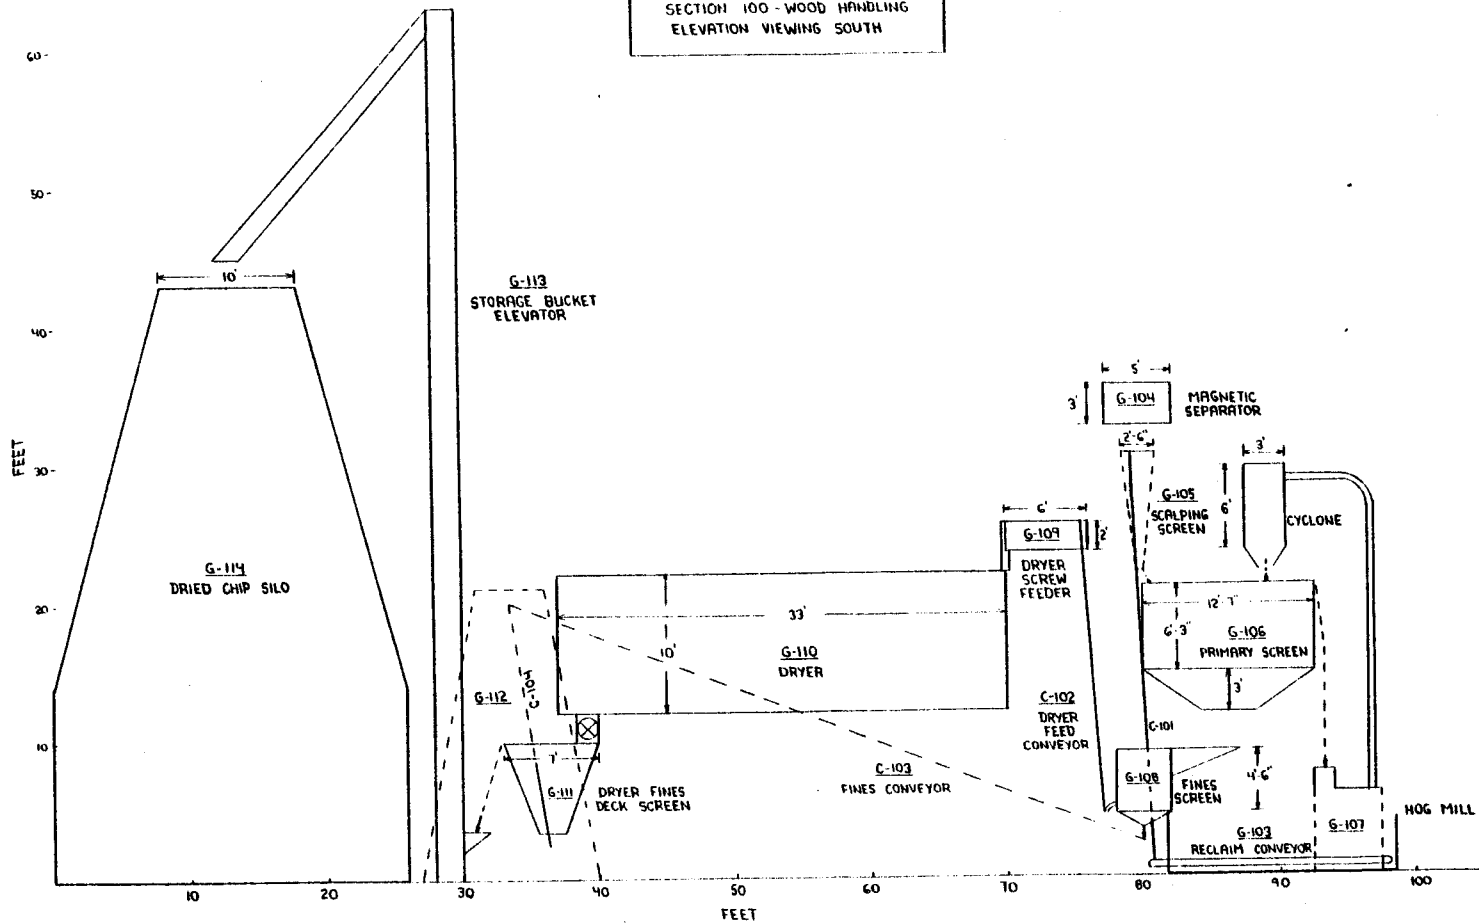 SECTION 100 - WOOD HANDLING
ELEVATION VIEWING SOUTH
60
50
40
30
20
10
FEET
10'
G-113
STORAGE BUCKET
ELEVATOR
G-114
DRIED CHIP SILO
5'
3'
G-104
MAGNETIC
SEPARATOR
2'-6"
G-105
SCALPING
SCREEN
3'
6'
CYCLONE
6'
G-109
2'
DRYER
SCREW
FEEDER
33'
10'
G-110
DRYER
12'-7"
6'-3"
G-106
PRIMARY SCREEN
3'
G-112
C-104
7'
G-111
DRYER FINES
DECK SCREEN
C-103
FINES CONVEYOR
C-102
DRYER
FEED
CONVEYOR
C-101
G-108
FINES
SCREEN
4'-6"
G-103
RECLAIM CONVEYOR
G-107
HOG MILL
10
20
30
40
50
60
70
80
90
100
FEET